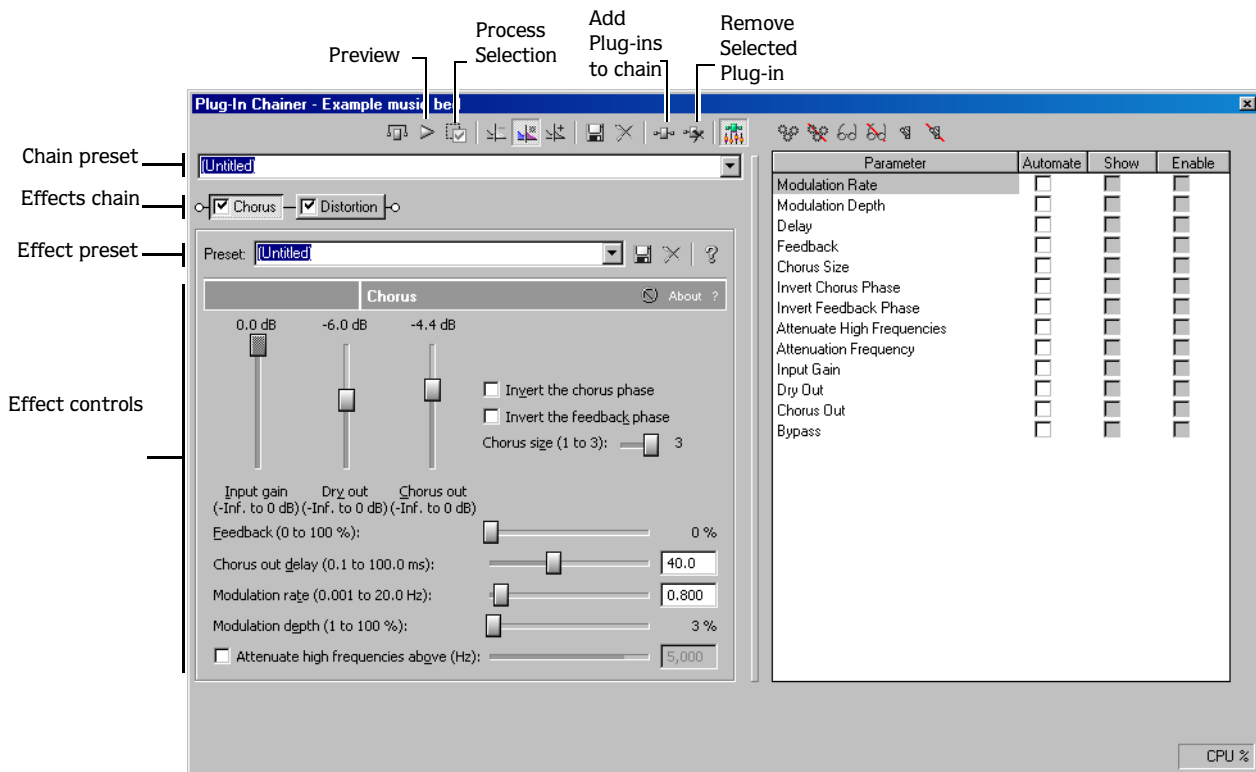 Preview
Process
Selection
Add
Plug-ins
to chain
Remove
Selected
Plug-in
Plug-In Chainer - Example music bed
Chain preset
(Untitled)
Effects chain
Chorus
Distortion
Effect preset
Preset: (Untitled)
Chorus
About ?
0.0 dB -6.0 dB -4.4 dB
Invert the chorus phase
Invert the feedback phase
Chorus size (1 to 3): 3
Effect controls
Input gain Dry out Chorus out
(-Inf. to 0 dB) (-Inf. to 0 dB) (-Inf. to 0 dB)
Feedback (0 to 100 %): 0 %
Chorus out delay (0.1 to 100.0 ms): 40.0
Modulation rate (0.001 to 20.0 Hz): 0.800
Modulation depth (1 to 100 %): 3 %
Attenuate high frequencies above (Hz): 5,000
Parameter Automate Show Enable
Modulation Rate
Modulation Depth
Delay
Feedback
Chorus Size
Invert Chorus Phase
Invert Feedback Phase
Attenuate High Frequencies
Attenuation Frequency
Input Gain
Dry Out
Chorus Out
Bypass
CPU %